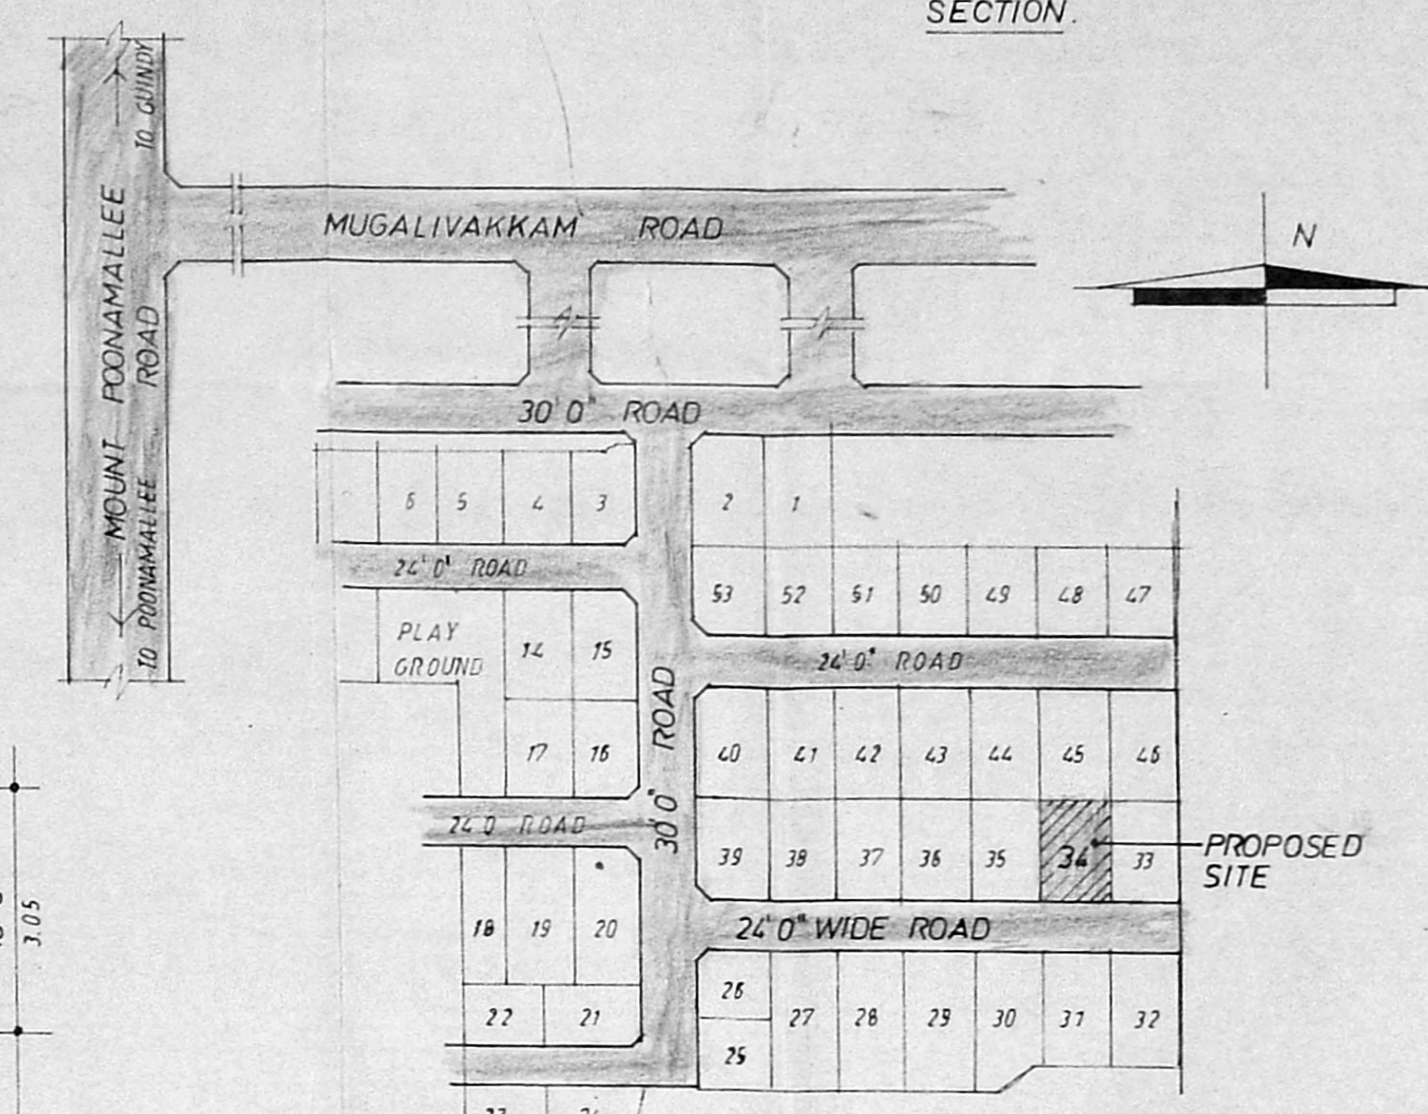 SECTION.
TO GUINDY
MOUNT POONAMALLEE
ROAD
TO POONAMALLEE
MUGALIVAKKAM ROAD
N
30' 0" ROAD
6 5 4 3
2 1
24' 0" ROAD
53 52 51 50 49 48 47
PLAY
GROUND
14 15
24' 0" ROAD
17 16
30' 0" ROAD
40 41 42 43 44 45 46
24' 0 ROAD
39 38 37 36 35 34 33
PROPOSED
SITE
3.05
18 19 20
24' 0" WIDE ROAD
22 21
26
25
27 28 29 30 31 32